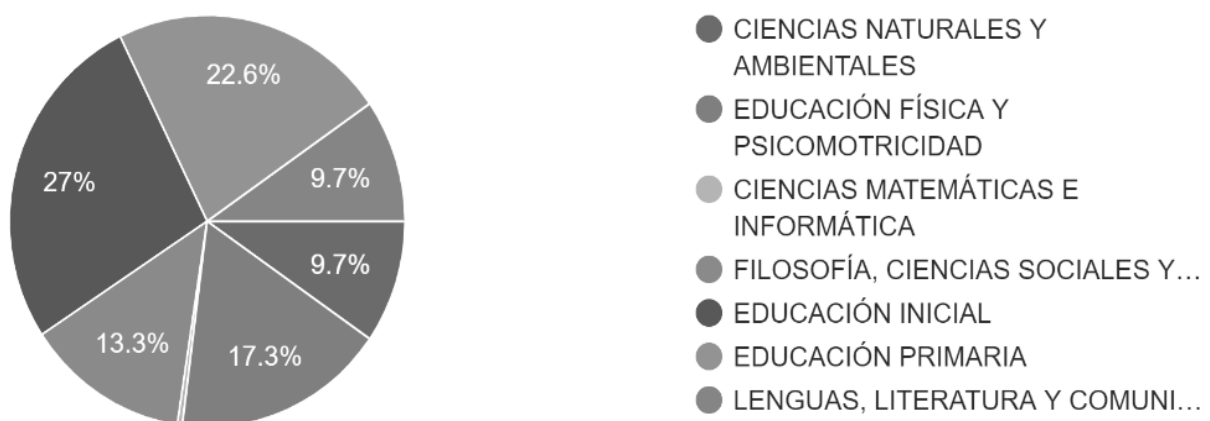 22.6%
27%
9.7%
9.7%
13.3%
17.3%
CIENCIAS NATURALES Y
AMBIENTALES
EDUCACIÓN FÍSICA Y
PSICOMOTRICIDAD
CIENCIAS MATEMÁTICAS E
INFORMÁTICA
FILOSOFÍA, CIENCIAS SOCIALES Y...
EDUCACIÓN INICIAL
EDUCACIÓN PRIMARIA
LENGUAS, LITERATURA Y COMUNI...